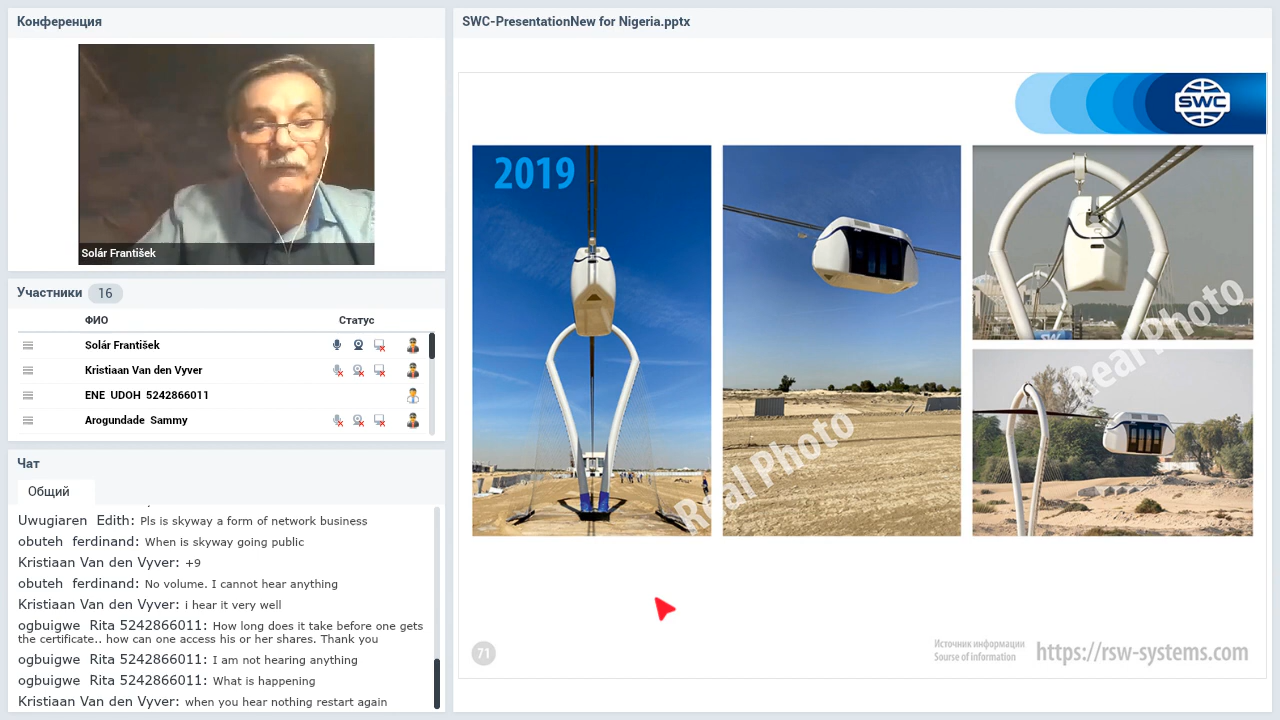 Конференция
Solár František
Участники 16
ФИО Статус
Solár František
Kristiaan Van den Vyver
ENE UDOH 5242866011
Arogundade Sammy
Чат
Общий
Uwugiaren Edith: Pls is skyway a form of network business
obuteh ferdinand: When is skyway going public
Kristiaan Van den Vyver: +9
obuteh ferdinand: No volume. I cannot hear anything
Kristiaan Van den Vyver: i hear it very well
ogbuigwe Rita 5242866011: How long does it take before one gets
the certificate.. how can one access his or her shares. Thank you
ogbuigwe Rita 5242866011: I am not hearing anything
ogbuigwe Rita 5242866011: What is happening
Kristiaan Van den Vyver: when you hear nothing restart again
SWC-PresentationNew for Nigeria.pptx
SWC
2019
Real Photo
Real Photo
71
Источник информации
Sourse of information
https://rsw-systems.com